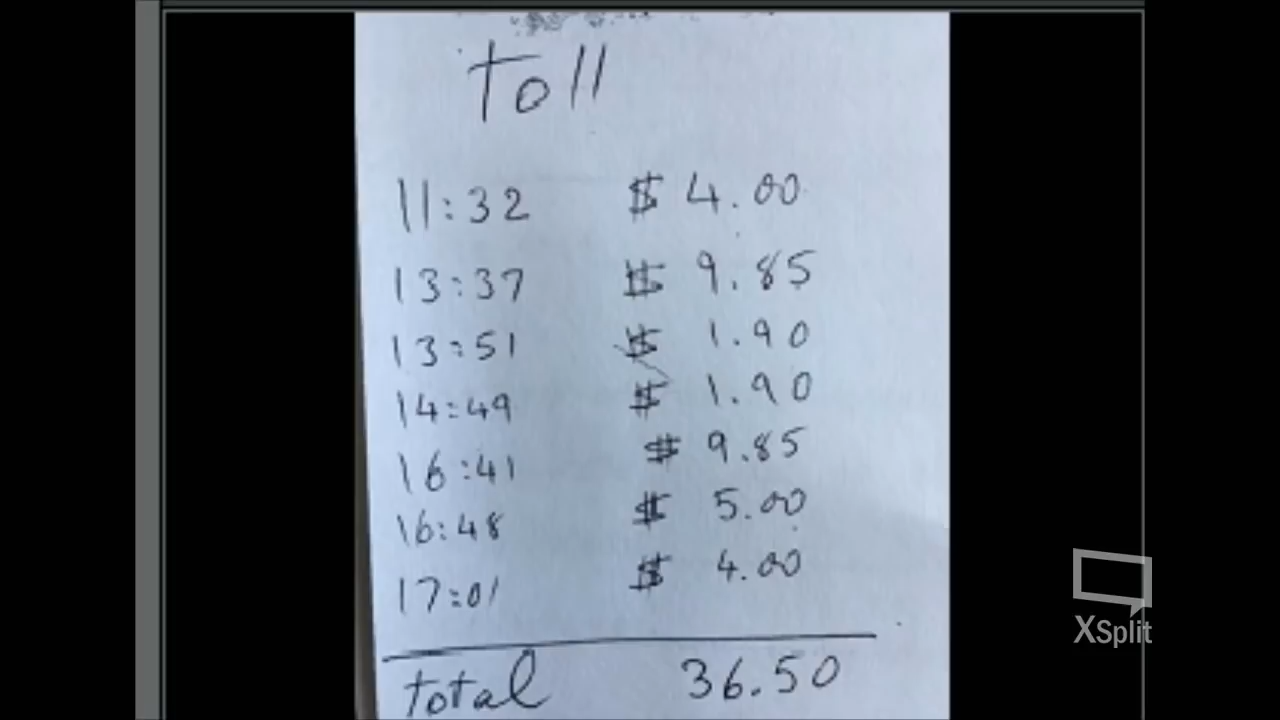 Toll
11:32 $ 4.00
13:37 $ 9.85
13:51 $ 1.90
14:49 $ 1.90
16:41 $ 9.85
16:48 $ 5.00
17:01 $ 4.00
total 36.50
XSplit